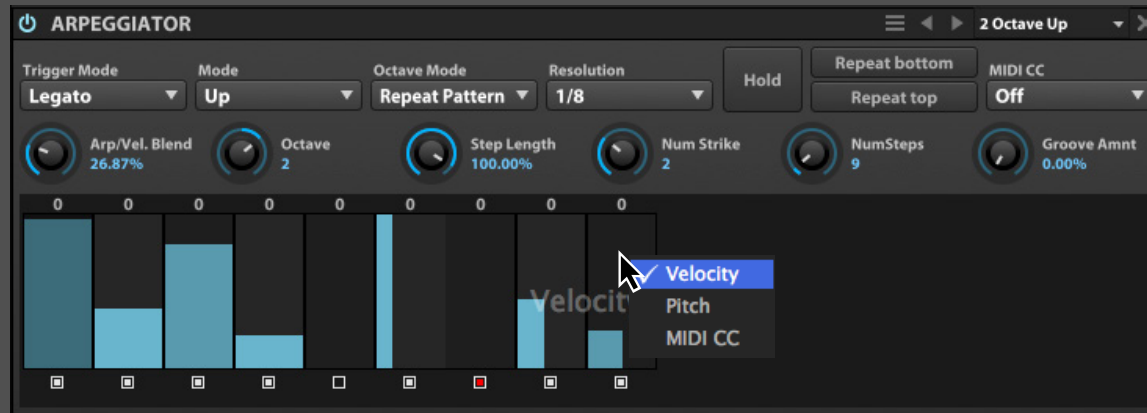 ARPEGGIATOR
2 Octave Up
Trigger Mode
Legato
Mode
Up
Octave Mode
Repeat Pattern
Resolution
1/8
Hold
Repeat bottom
Repeat top
MIDI CC
Off
Arp/Vel. Blend
26.87%
Octave
2
Step Length
100.00%
Num Strike
2
NumSteps
9
Groove Amnt
0.00%
0 0 0 0 0 0 0 0 0
Velocity
Velocity
Pitch
MIDI CC